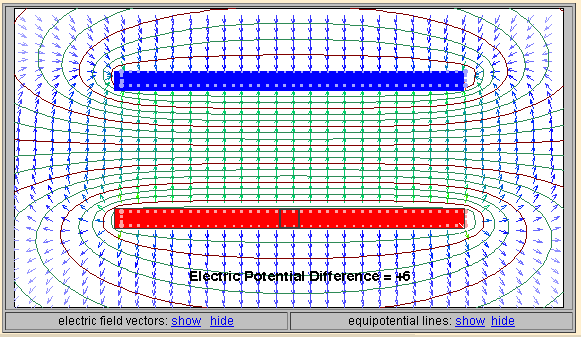 Electric Potential Difference = +6
electric field vectors: show hide
equipotential lines: show hide